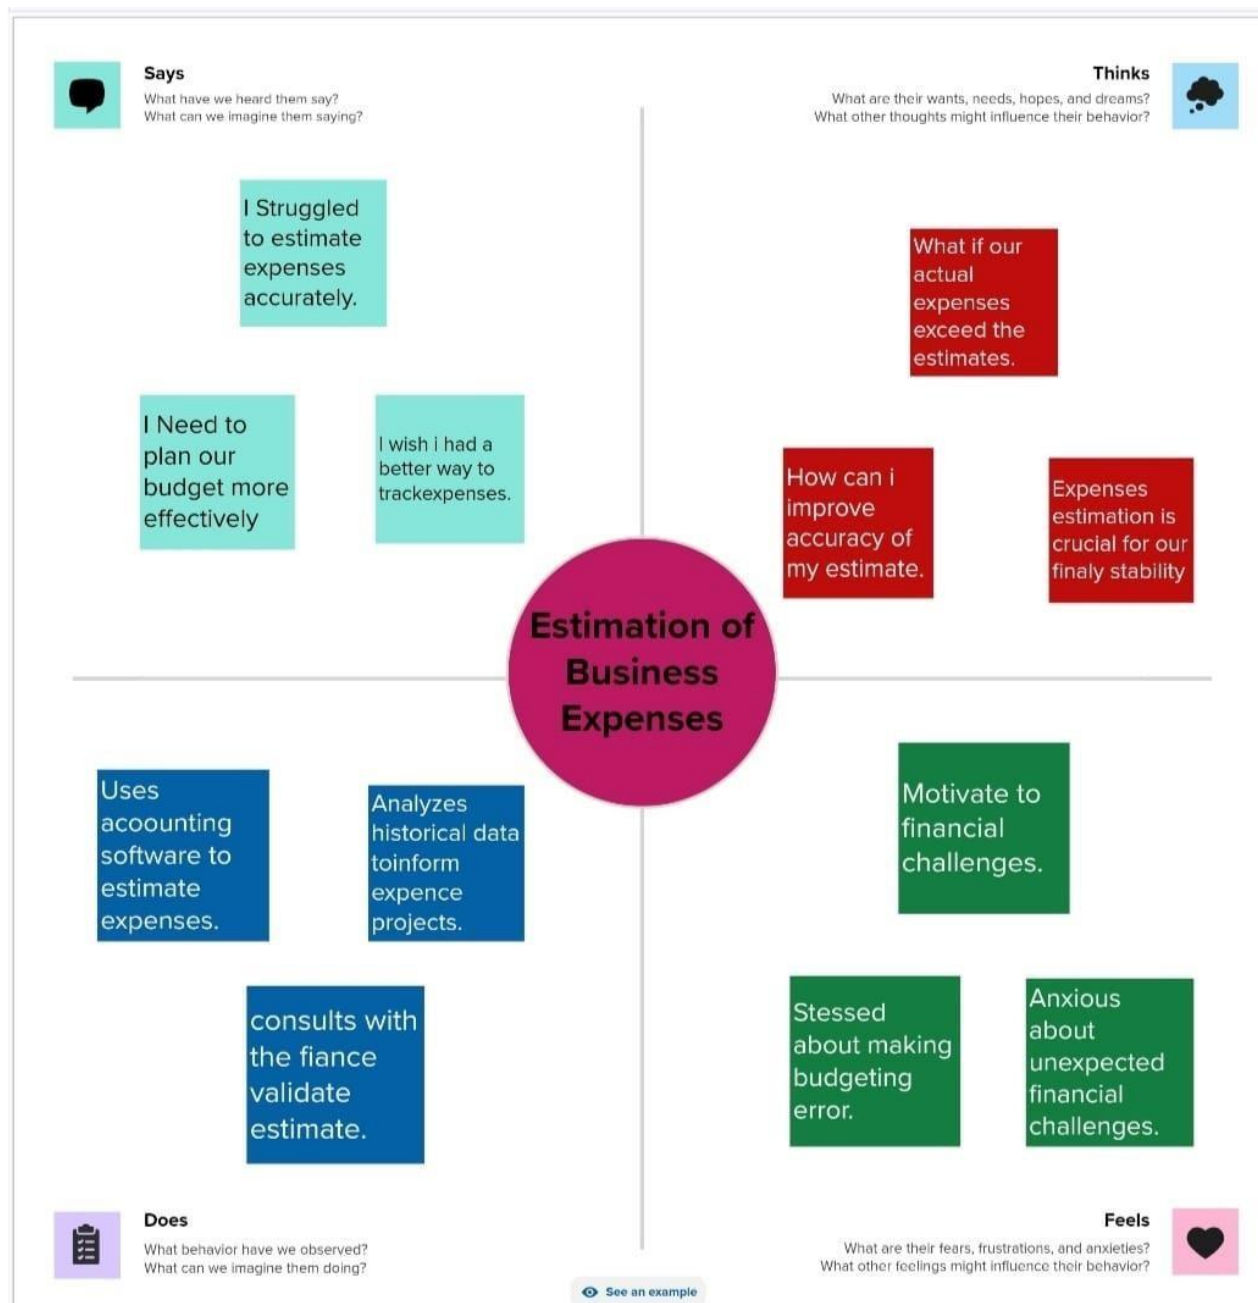 Says
What have we heard them say?
What can we imagine them saying?
Thinks
What are their wants, needs, hopes, and dreams?
What other thoughts might influence their behavior?
I Struggled
to estimate
expenses
accurately.
I Need to
plan our
budget more
effectively
I wish i had a
better way to
trackexpenses.
What if our
actual
expenses
exceed the
estimates.
How can i
improve
accuracy of
my estimate.
Expenses
estimation is
crucial for our
finaly stability
Estimation of
Business
Expenses
Uses
acoounting
software to
estimate
expenses.
Analyzes
historical data
toinform
expence
projects.
consults with
the fiance
validate
estimate.
Motivate to
financial
challenges.
Stressed
about making
budgeting
error.
Anxious
about
unexpected
financial
challenges.
Does
What behavior have we observed?
What can we imagine them doing?
Feels
What are their fears, frustrations, and anxieties?
What other feelings might influence their behavior?
See an example